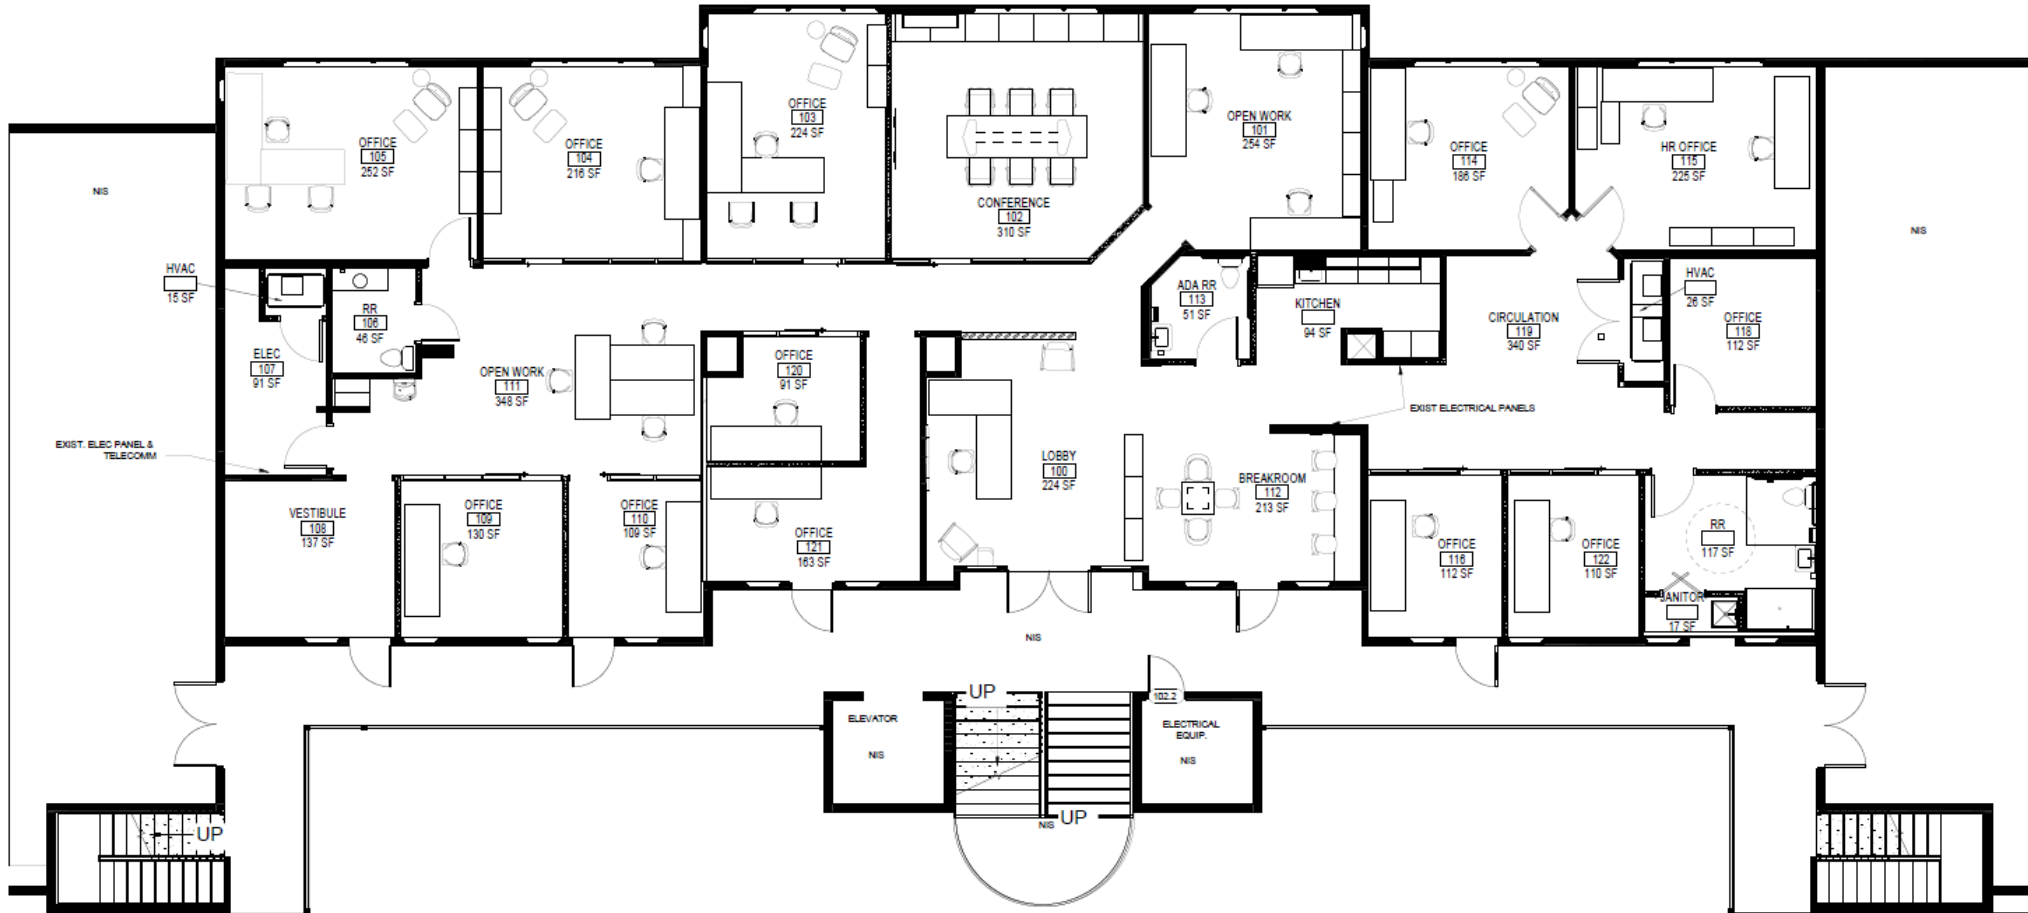 OFFICE
103
224 SF
OPEN WORK
101
254 SF
OFFICE
105
252 SF
OFFICE
104
216 SF
OFFICE
114
186 SF
HR OFFICE
115
225 SF
NIS
CONFERENCE
102
310 SF
NIS
HVAC
15 SF
RR
106
46 SF
ADA RR
113
51 SF
KITCHEN
94 SF
CIRCULATION
119
340 SF
HVAC
26 SF
OFFICE
118
112 SF
ELEC
107
91 SF
OPEN WORK
111
348 SF
OFFICE
120
91 SF
EXIST ELECTRICAL PANELS
EXIST. ELEC PANEL &
TELECOMM
LOBBY
100
224 SF
BREAKROOM
112
213 SF
VESTIBULE
108
137 SF
OFFICE
109
130 SF
OFFICE
110
109 SF
OFFICE
121
163 SF
OFFICE
116
112 SF
OFFICE
122
110 SF
RR
117 SF
JANITOR
17 SF
NIS
UP
102.2
ELEVATOR
NIS
ELECTRICAL
EQUIP.
NIS
NIS
UP
UP